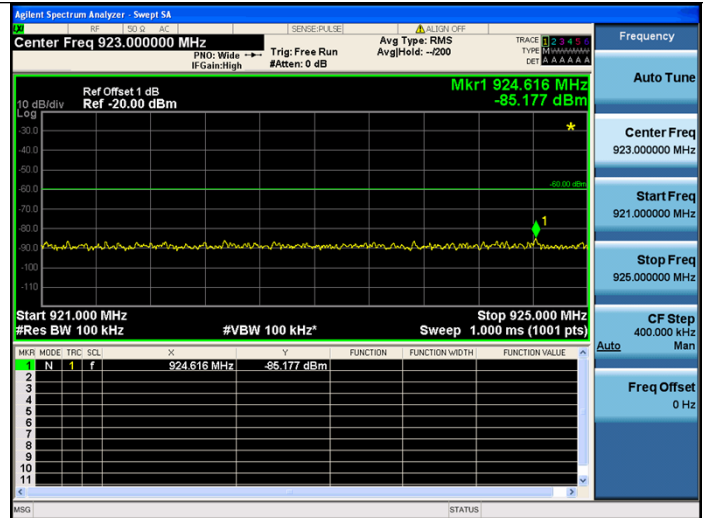 Agilent Spectrum Analyzer - Swept SA
RF 50 Ω AC SENSE:PULSE ALIGN OFF
Center Freq 923.000000 MHz
PNO: Wide
IFGain:High
Trig: Free Run
#Atten: 0 dB
Avg Type: RMS
Avg|Hold: --/200
TRACE 1 2 3 4 5 6
TYPE M
DET A A A A A A
Ref Offset 1 dB
10 dB/div Ref -20.00 dBm
Log
Mkr1 924.616 MHz
-85.177 dBm
-30.0
-40.0
-50.0
-60.0
-60.00 dBm
-70.0
-80.0
1
-90.0
-100
-110
Start 921.000 MHz Stop 925.000 MHz
#Res BW 100 kHz #VBW 100 kHz* Sweep 1.000 ms (1001 pts)
MKR MODE TRC SCL X Y FUNCTION FUNCTION WIDTH FUNCTION VALUE
1 N 1 f 924.616 MHz -85.177 dBm
2
3
4
5
6
7
8
9
10
11
MSG STATUS
Frequency
Auto Tune
Center Freq
923.000000 MHz
Start Freq
921.000000 MHz
Stop Freq
925.000000 MHz
CF Step
400.000 kHz
Auto Man
Freq Offset
0 Hz